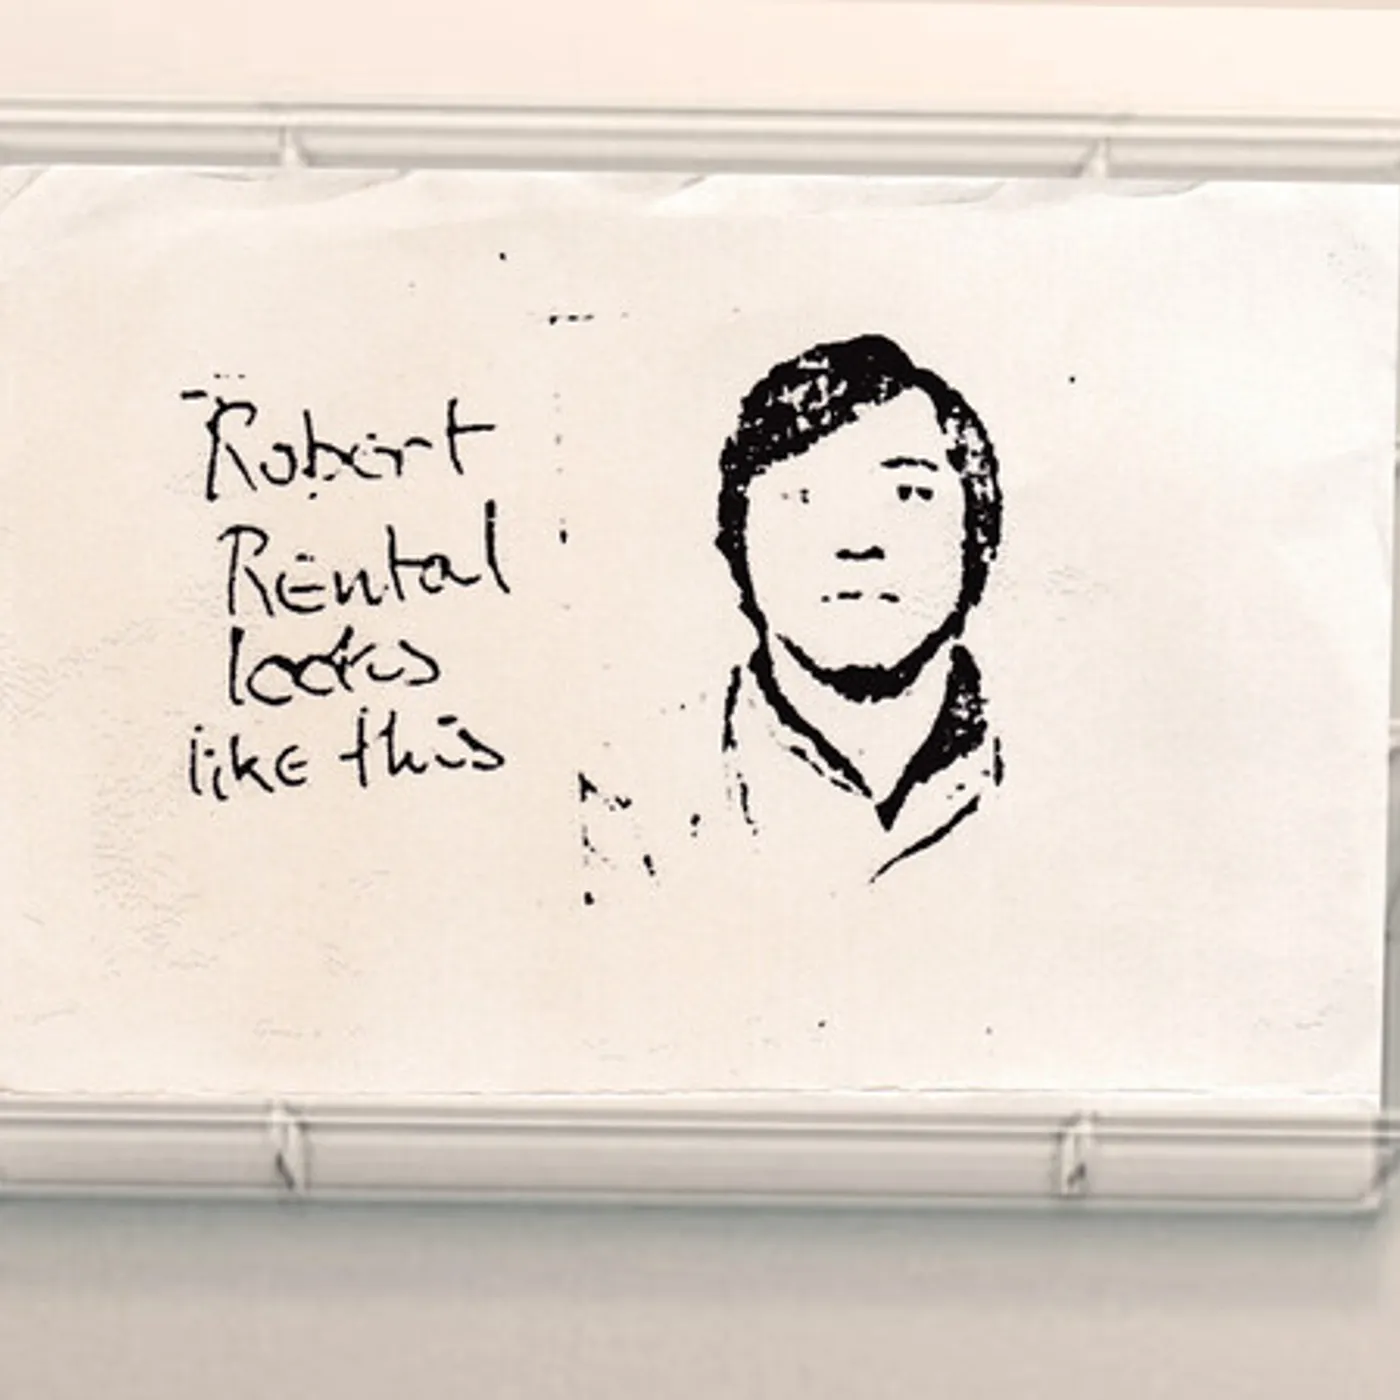 Robert
Rental
looks
like this